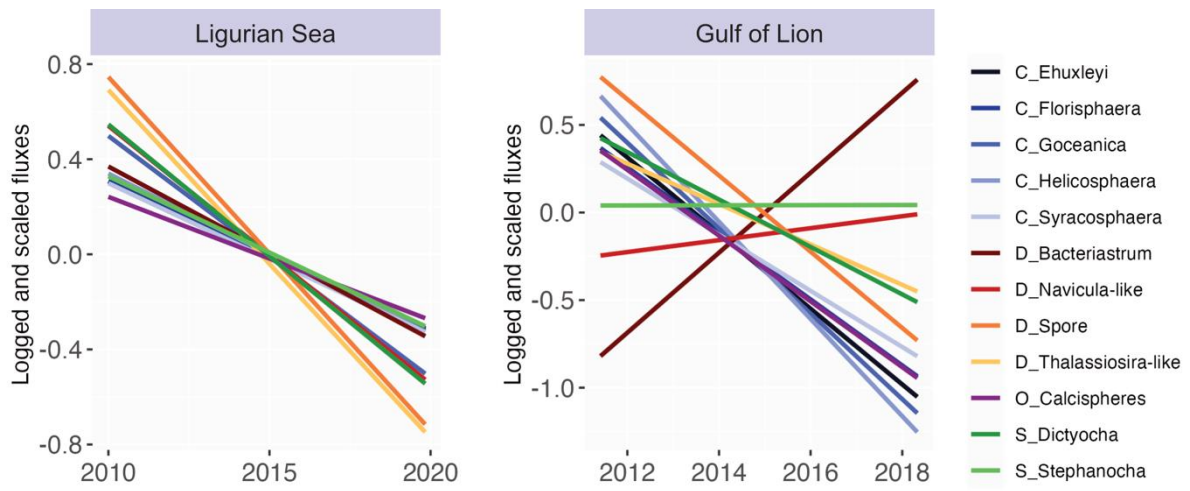 Ligurian Sea
Gulf of Lion
Logged and scaled fluxes
0.8
0.4
0.0
-0.4
-0.8
2010
2015
2020
Logged and scaled fluxes
0.5
0.0
-0.5
-1.0
2012
2014
2016
2018
C_Ehuxleyi
C_Florisphaera
C_Goceanica
C_Helicosphaera
C_Syracosphaera
D_Bacteriastrum
D_Navicula-like
D_Spore
D_Thalassiosira-like
O_Calcispheres
S_Dictyocha
S_Stephanocha